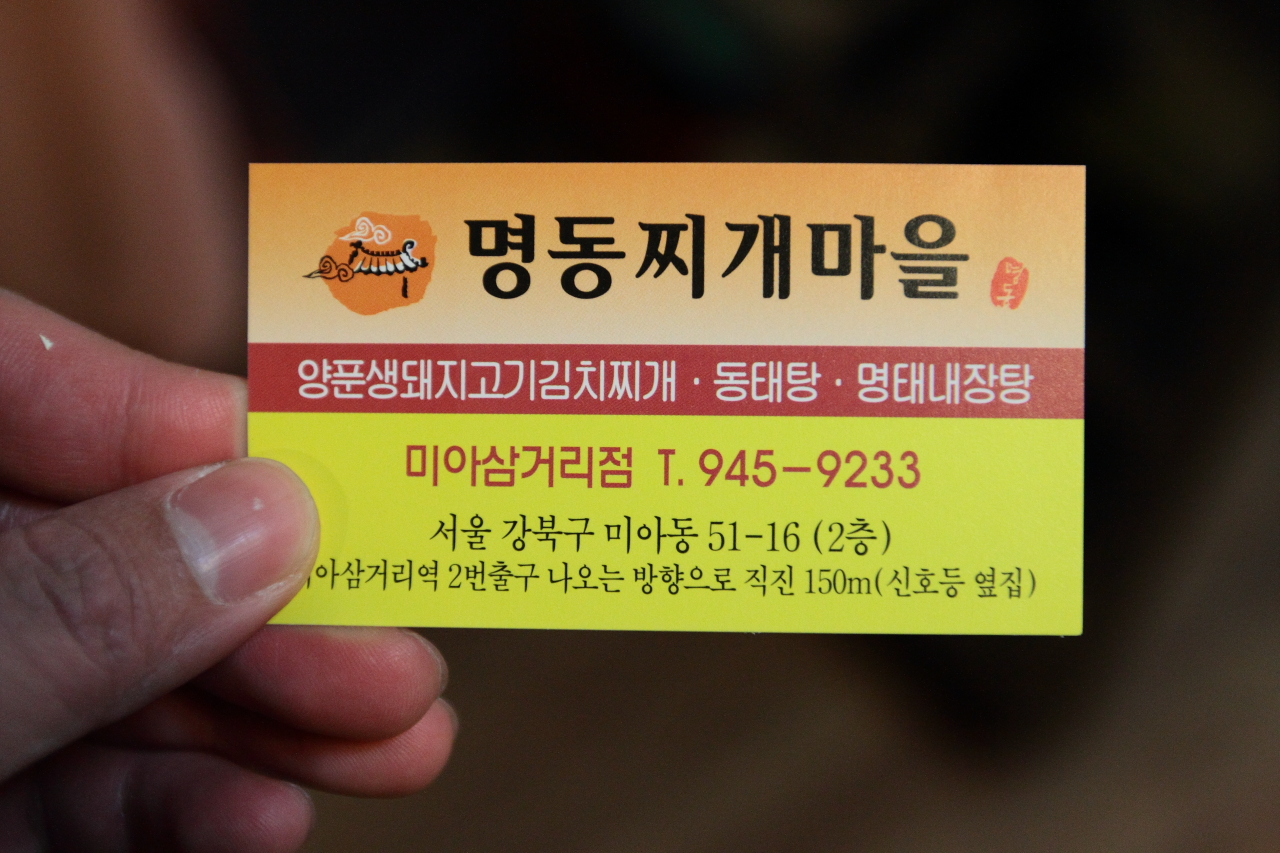 명동찌개마을
명동
양푼생돼지고기김치찌개 · 동태탕 · 명태내장탕
미아삼거리점 T. 945-9233
서울 강북구 미아동 51-16 (2층)
아삼거리역 2번출구 나오는 방향으로 직진 150m(신호등 옆집)